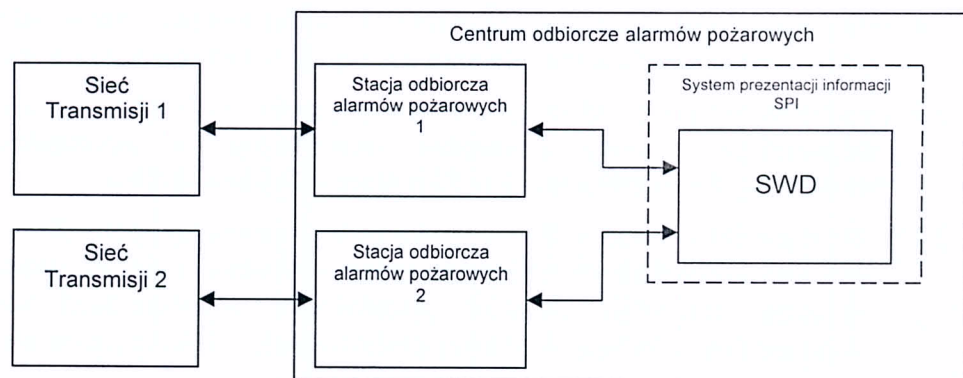 Centrum odbiorcze alarmów pożarowych
Sieć
Transmisji 1
Stacja odbiorcza
alarmów pożarowych
1
System prezentacji informacji
SPI
SWD
Sieć
Transmisji 2
Stacja odbiorcza
alarmów pożarowych
2